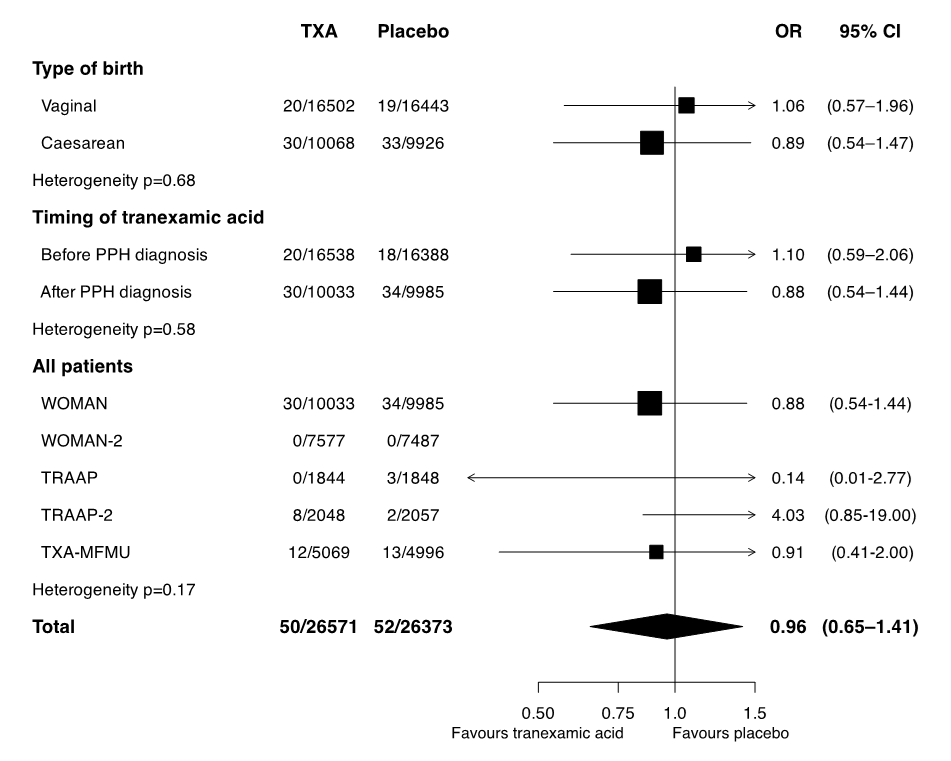 TXA Placebo OR 95% CI
Type of birth
Vaginal 20/16502 19/16443 1.06 (0.57–1.96)
Caesarean 30/10068 33/9926 0.89 (0.54–1.47)
Heterogeneity p=0.68
Timing of tranexamic acid
Before PPH diagnosis 20/16538 18/16388 1.10 (0.59–2.06)
After PPH diagnosis 30/10033 34/9985 0.88 (0.54–1.44)
Heterogeneity p=0.58
All patients
WOMAN 30/10033 34/9985 0.88 (0.54-1.44)
WOMAN-2 0/7577 0/7487
TRAAP 0/1844 3/1848 0.14 (0.01-2.77)
TRAAP-2 8/2048 2/2057 4.03 (0.85-19.00)
TXA-MFMU 12/5069 13/4996 0.91 (0.41-2.00)
Heterogeneity p=0.17
Total 50/26571 52/26373 0.96 (0.65–1.41)
0.50 0.75 1.0 1.5
Favours tranexamic acid Favours placebo